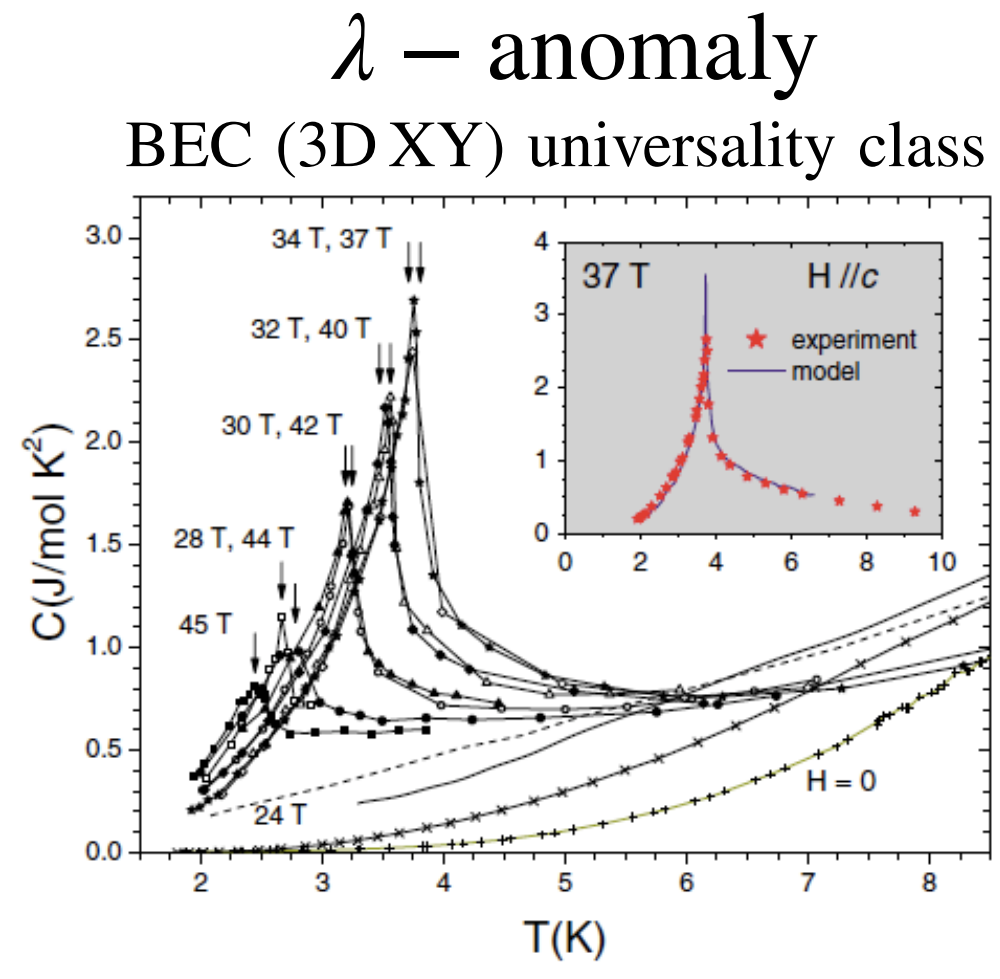 λ – anomaly
BEC (3D XY) universality class
C(J/mol K²)
3.0
2.5
2.0
1.5
1.0
0.5
0.0
34 T, 37 T
32 T, 40 T
30 T, 42 T
28 T, 44 T
45 T
24 T
H = 0
4
3
2
1
0
37 T
H //c
experiment
model
0 2 4 6 8 10
2 3 4 5 6 7 8
T(K)